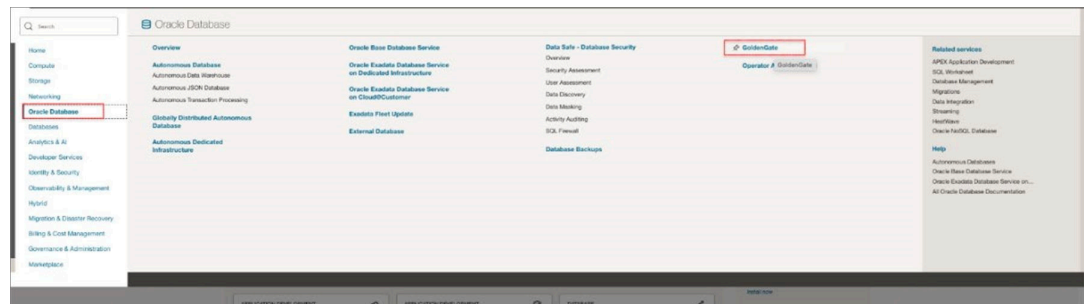 Search
Home
Compute
Storage
Networking
Oracle Database
Databases
Analytics & AI
Developer Services
Identity & Security
Observability & Management
Hybrid
Migration & Disaster Recovery
Billing & Cost Management
Governance & Administration
Marketplace
Oracle Database
Overview
Autonomous Database
Autonomous Data Warehouse
Autonomous JSON Database
Autonomous Transaction Processing
Globally Distributed Autonomous
Database
Autonomous Dedicated
Infrastructure
Oracle Base Database Service
Oracle Exadata Database Service
on Dedicated Infrastructure
Oracle Exadata Database Service
on Cloud@Customer
Exadata Fleet Update
External Database
Data Safe - Database Security
Overview
Security Assessment
User Assessment
Data Discovery
Data Masking
Activity Auditing
SQL Firewall
Database Backups
GoldenGate
Operator A
GoldenGate
Related services
APEX Application Development
SQL Worksheet
Database Management
Migrations
Data Integration
Streaming
HeatWave
Oracle NoSQL Database
Help
Autonomous Databases
Oracle Base Database Service
Oracle Exadata Database Service on...
All Oracle Database Documentation